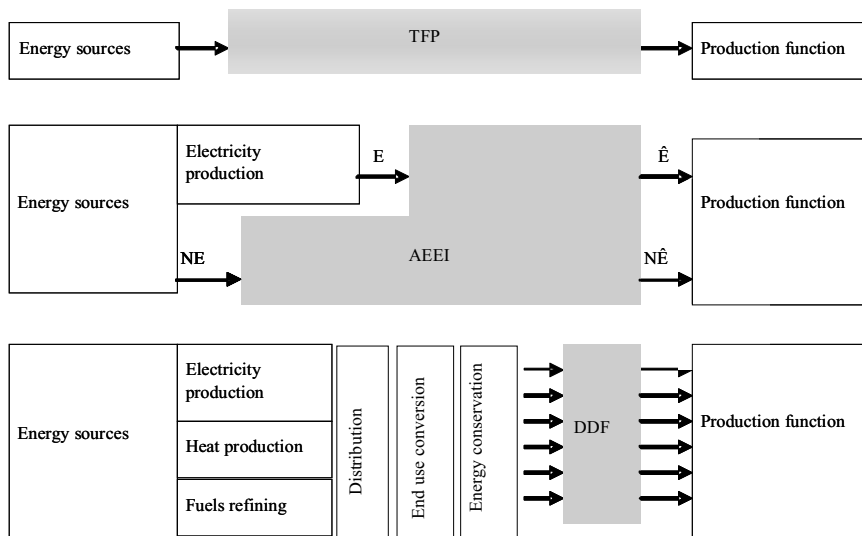 Energy sources
TFP
Production function
Electricity
production
E
Ê
Energy sources
Production function
NE
AEEI
NÊ
Electricity
production
Energy sources
Heat production
Fuels refining
Distribution
End use conversion
Energy conservation
DDF
Production function